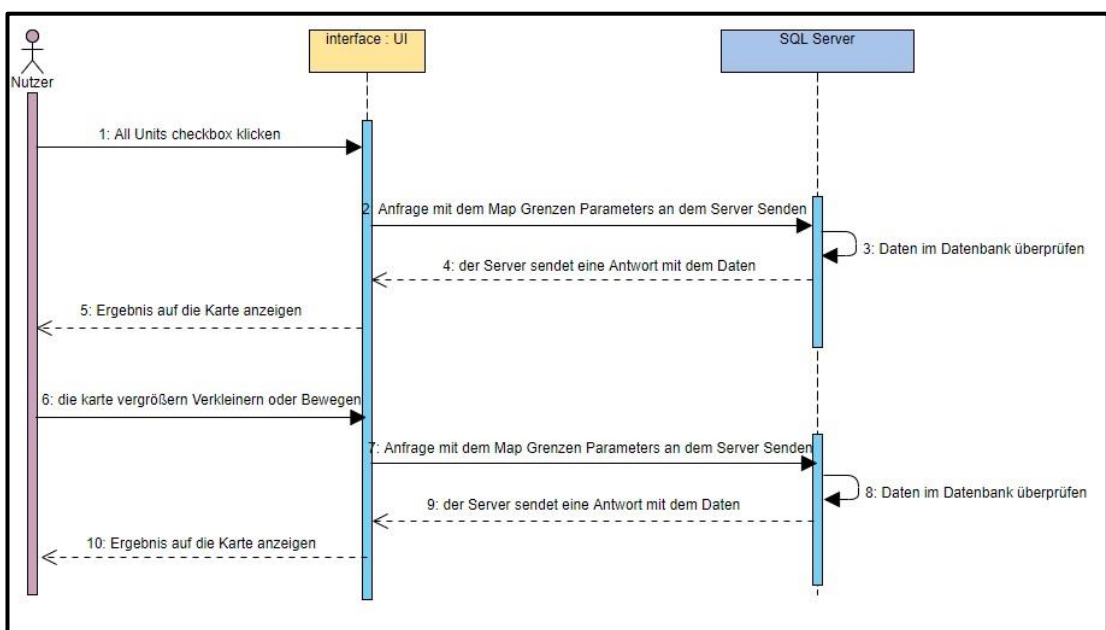 interface : UI
SQL Server
Nutzer
1: All Units checkbox klicken
2: Anfrage mit dem Map Grenzen Parameters an dem Server Senden
3: Daten im Datenbank überprüfen
4: der Server sendet eine Antwort mit dem Daten
5: Ergebnis auf die Karte anzeigen
6: die karte vergrößern Verkleinern oder Bewegen
7: Anfrage mit dem Map Grenzen Parameters an dem Server Senden
8: Daten im Datenbank überprüfen
9: der Server sendet eine Antwort mit dem Daten
10: Ergebnis auf die Karte anzeigen